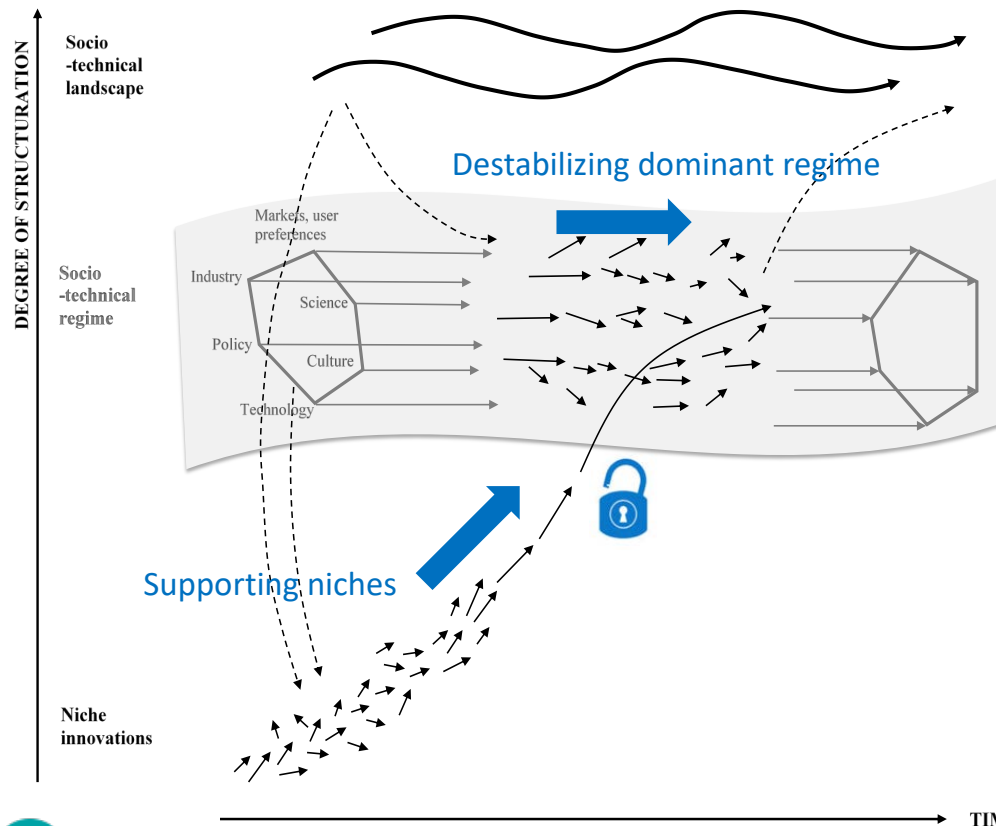 DEGREE OF STRUCTURATION
Socio
-technical
landscape
Destabilizing dominant regime
Markets, user
preferences
Industry
Socio
-technical
regime
Science
Policy
Culture
Technology
Supporting niches
Niche
innovations
TIM